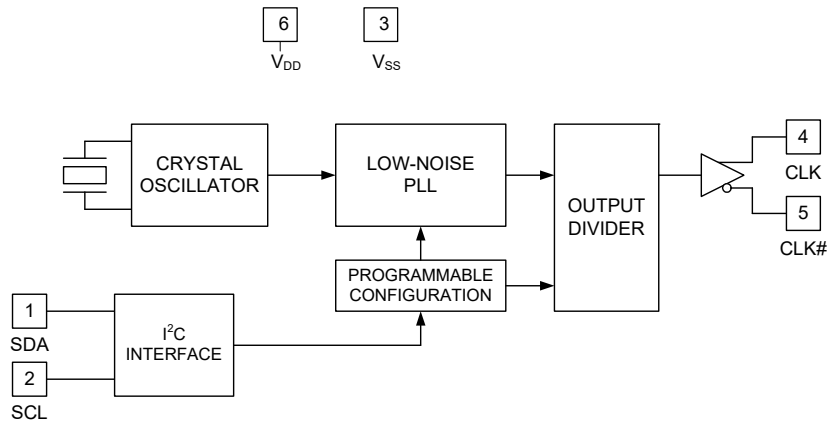 6
3
VDD
VSS
CRYSTAL
OSCILLATOR
LOW-NOISE
PLL
OUTPUT
DIVIDER
4
CLK
5
CLK#
PROGRAMMABLE
CONFIGURATION
1
SDA
I²C
INTERFACE
2
SCL